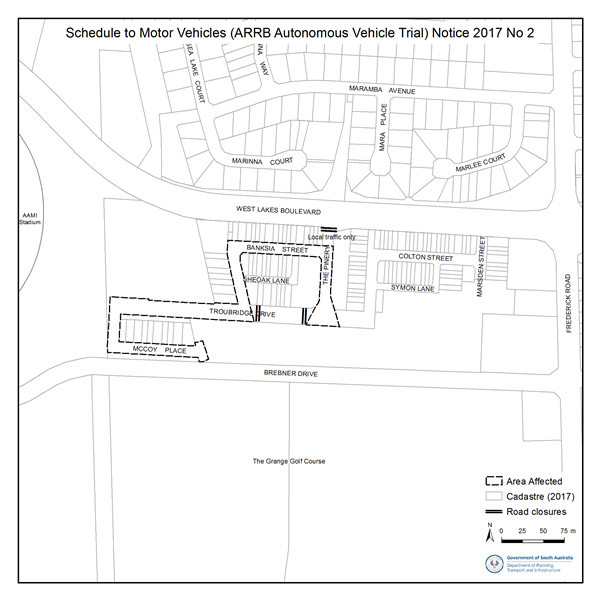 Schedule to Motor Vehicles (ARRB Autonomous Vehicle Trial) Notice 2017 No 2
LAKE COURT
WAY
MARAMBA AVENUE
MARA PLACE
MARINNA COURT
MARLEE COURT
AAMI
Stadium
WEST LAKES BOULEVARD
Local traffic only
BANKSIA STREET
THE PINERY
COLTON STREET
MARSDEN STREET
SHEOAK LANE
SYMON LANE
FREDERICK ROAD
TROUBRIDGE DRIVE
MCCOY PLACE
BREBNER DRIVE
The Grange Golf Course
Area Affected
Cadastre (2017)
Road closures
N
0 25 50 75 m
Government of South Australia
Department of Planning,
Transport and Infrastructure